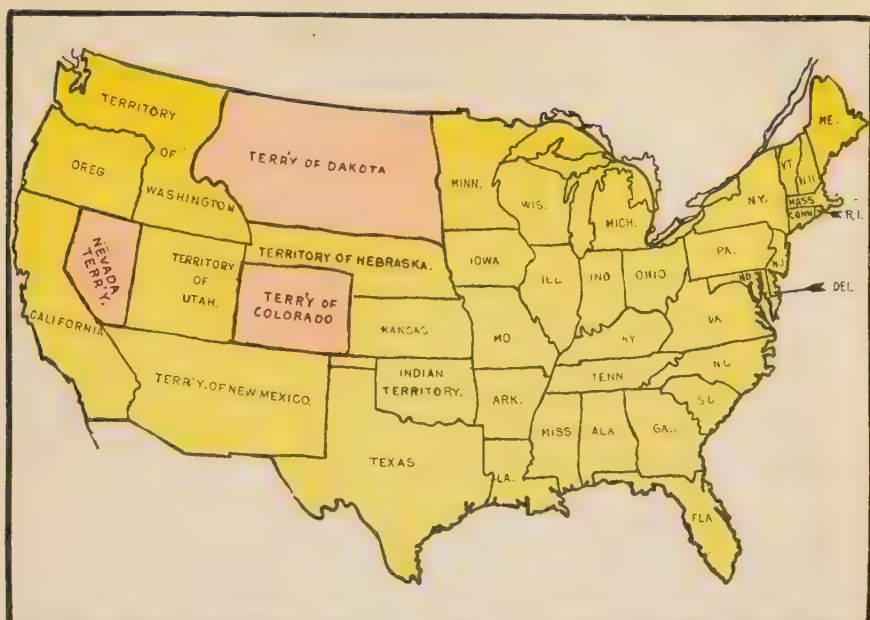 TERRITORY
OF
WASHINGTON
OREG
TERR'Y OF DAKOTA
MINN.
WIS.
MICH.
ME.
VT
N.H
MASS
CONN
R.I.
N.Y.
NEVADA
TERR'Y.
TERRITORY
OF
UTAH.
TERRITORY OF NEBRASKA.
IOWA
ILL
IND
OHIO
PA.
N.J
MD
DEL
TERR'Y OF
COLORADO
CALIFORNIA
KANSAS
MO
KY
VA
TERR'Y. OF NEW MEXICO.
INDIAN
TERRITORY.
ARK.
TENN
N.C
S.C
TEXAS
LA.
MISS
ALA
GA.
FLA